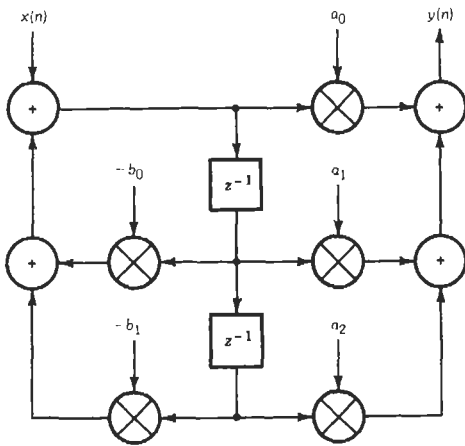 x(n) a₀ y(n)
+ +
z⁻¹
−b₀ a₁
+ +
z⁻¹
−b₁ a₂